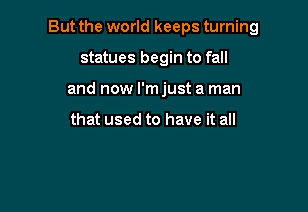 But the world keeps turning
statues begin to fall
and now I'm just a man
that used to have it all